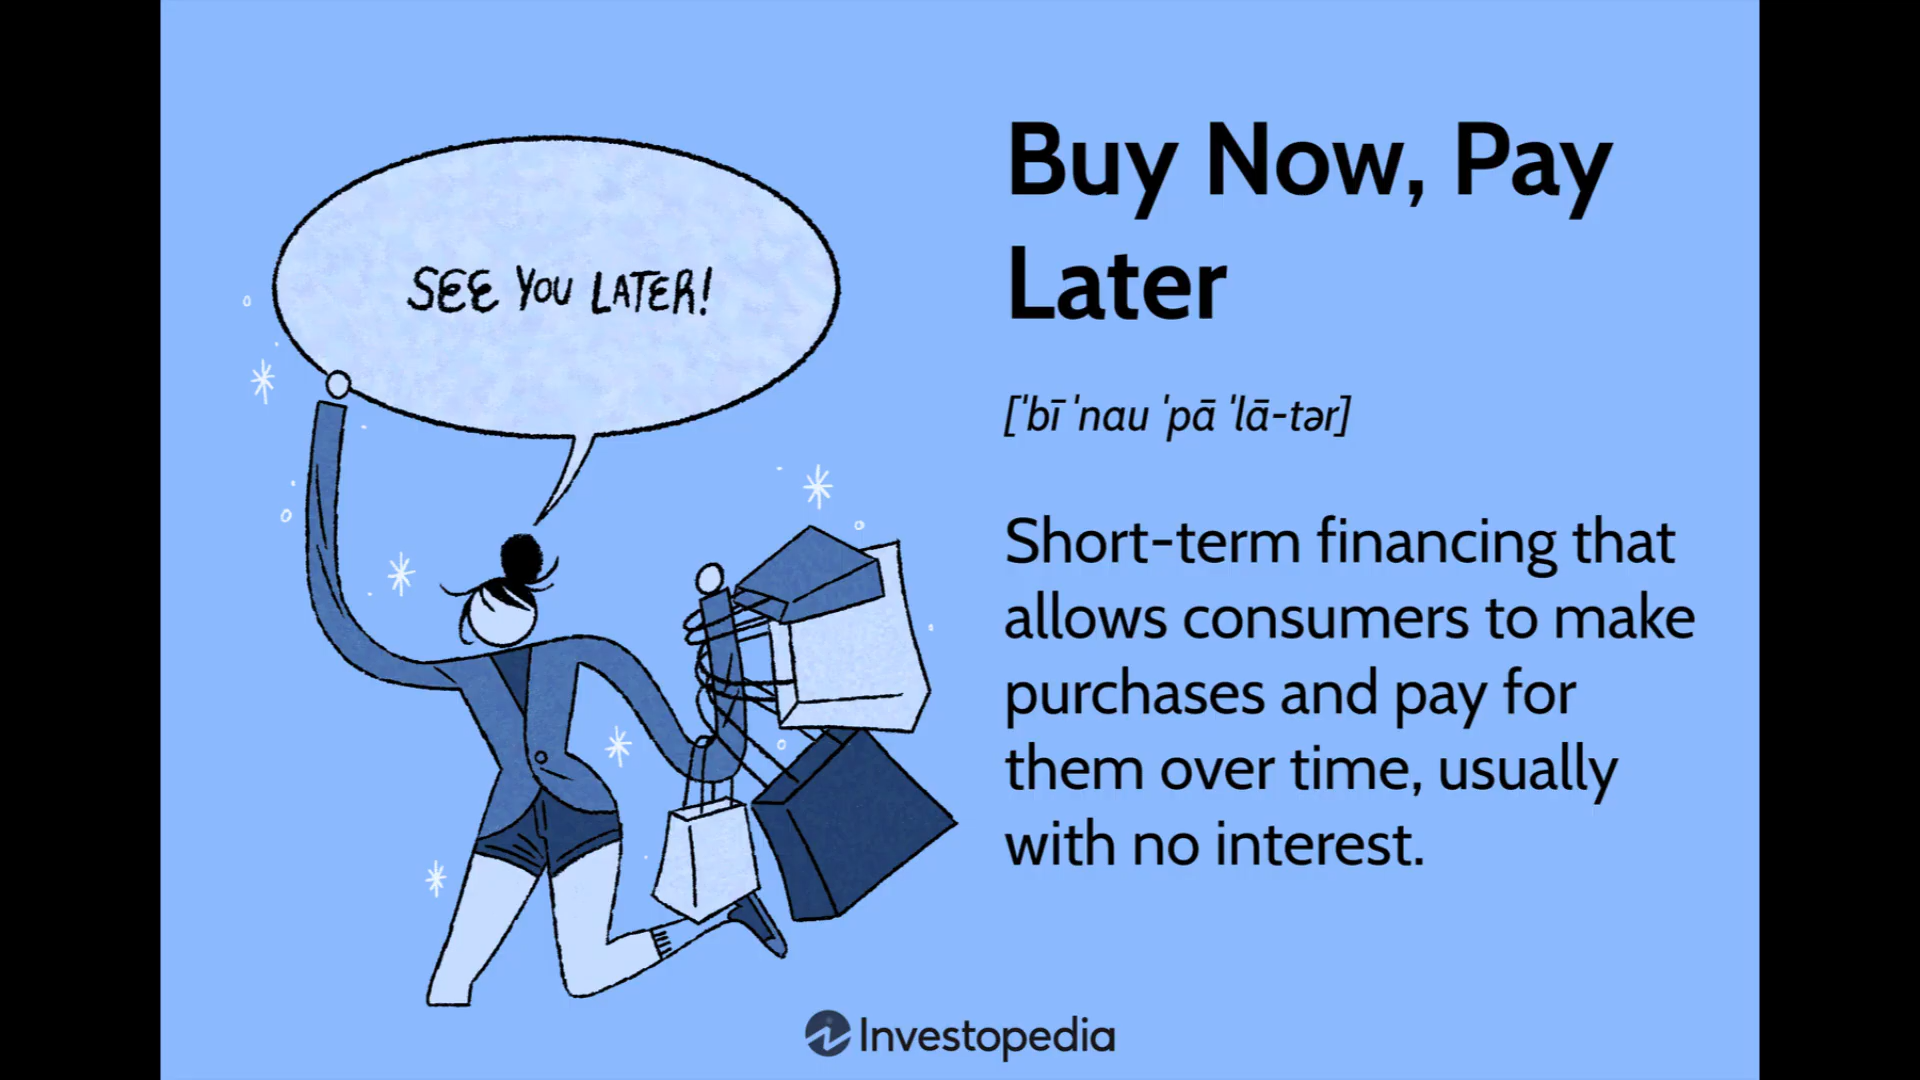 SEE YOU LATER!
Buy Now, Pay
Later
[ˈbī ˈnau ˈpā ˈlā-tər]
Short-term financing that
allows consumers to make
purchases and pay for
them over time, usually
with no interest.
Investopedia